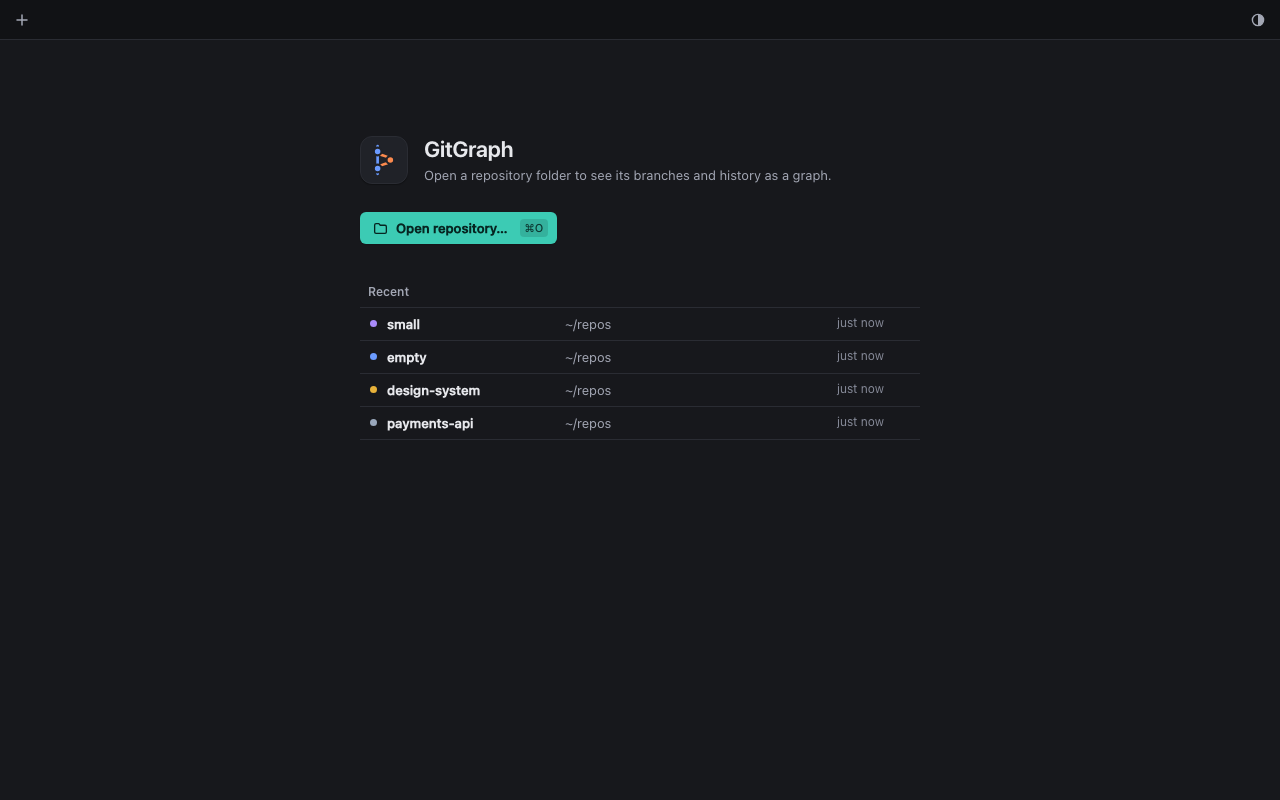 GitGraph
Open a repository folder to see its branches and history as a graph.
Open repository... ⌘O
Recent
small ~/repos just now
empty ~/repos just now
design-system ~/repos just now
payments-api ~/repos just now